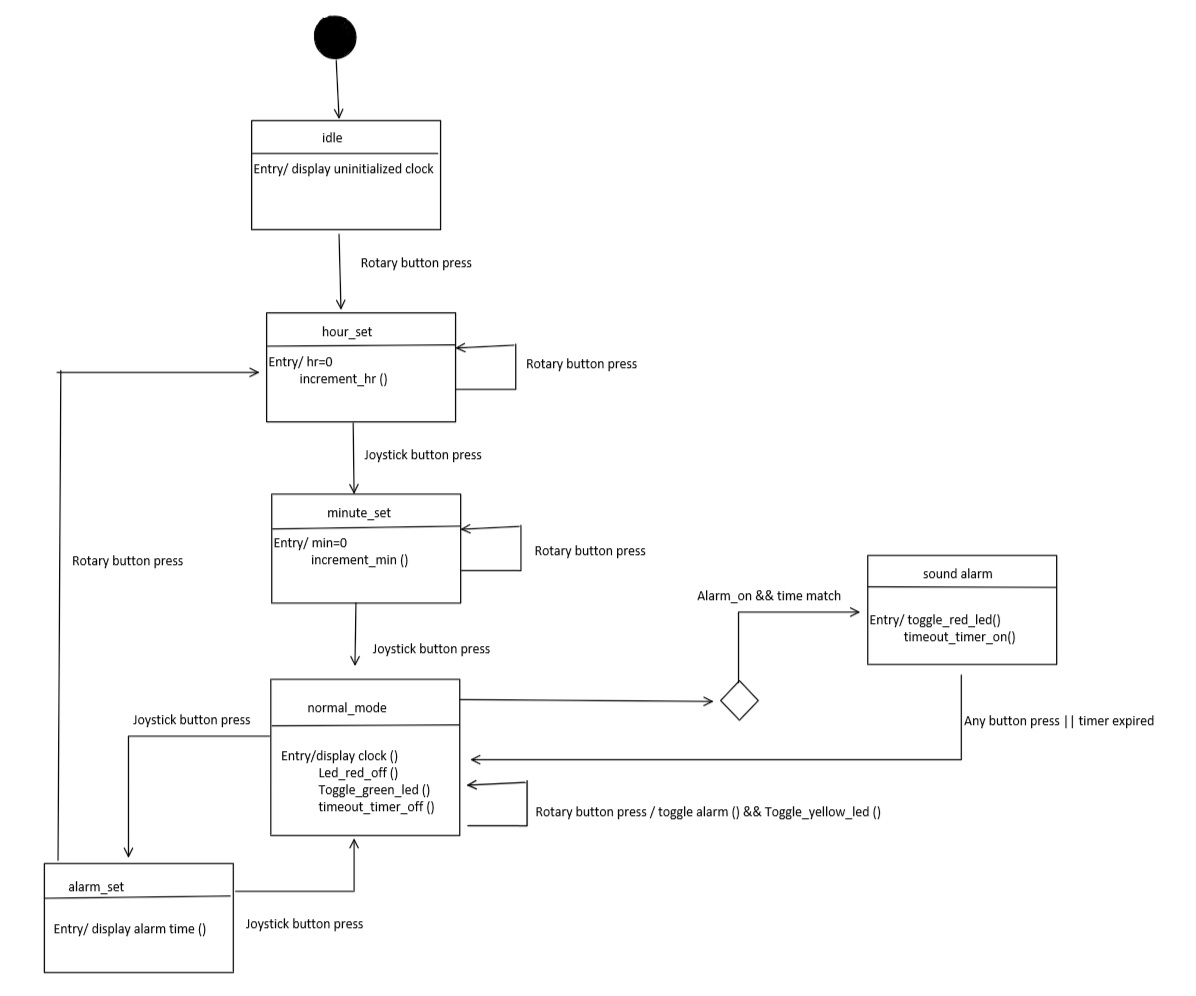 idle
Entry/ display uninitialized clock
Rotary button press
hour_set
Entry/ hr=0
increment_hr ()
Rotary button press
Joystick button press
minute_set
Entry/ min=0
increment_min ()
Rotary button press
Rotary button press
sound alarm
Alarm_on && time match
Entry/ toggle_red_led()
timeout_timer_on()
Joystick button press
normal_mode
Joystick button press
Any button press || timer expired
Entry/display clock ()
Led_red_off ()
Toggle_green_led ()
timeout_timer_off ()
Rotary button press / toggle alarm () && Toggle_yellow_led ()
alarm_set
Entry/ display alarm time ()
Joystick button press